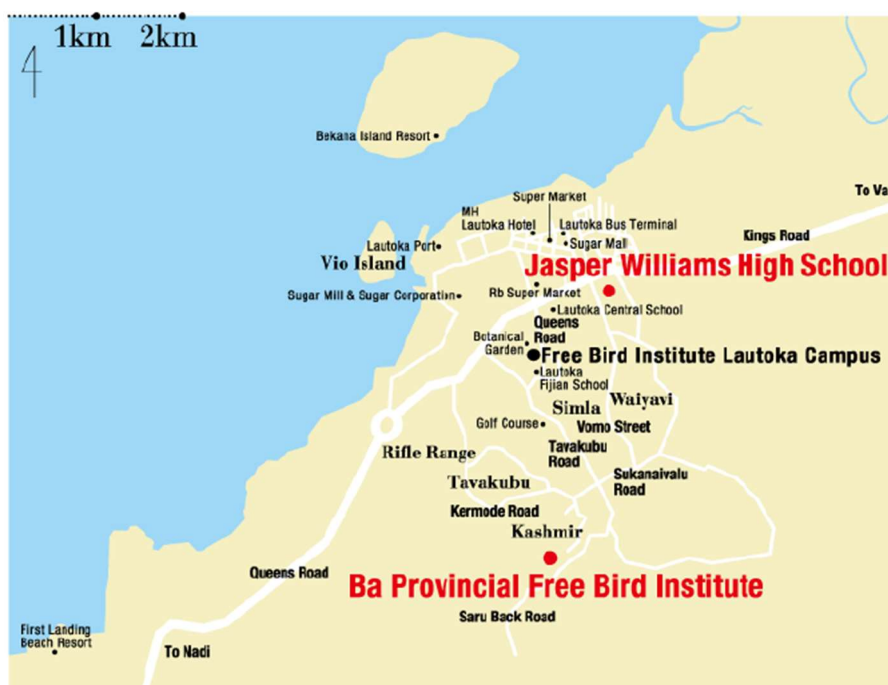 1km 2km
Bekana Island Resort
Super Market
To Va
MH
Lautoka Hotel
Lautoka Bus Terminal
Kings Road
Lautoka Port
Sugar Mall
Vio Island
Jasper Williams High School
Sugar Mill & Sugar Corporation
Rb Super Market
Lautoka Central School
Queens
Road
Botanical
Garden
Free Bird Institute Lautoka Campus
Lautoka
Fijian School
Simla
Waiyavi
Golf Course
Vomo Street
Rifle Range
Tavakubu
Road
Sukanaivalu
Road
Tavakubu
Kermode Road
Kashmir
Queens Road
Ba Provincial Free Bird Institute
Saru Back Road
First Landing
Beach Resort
To Nadi